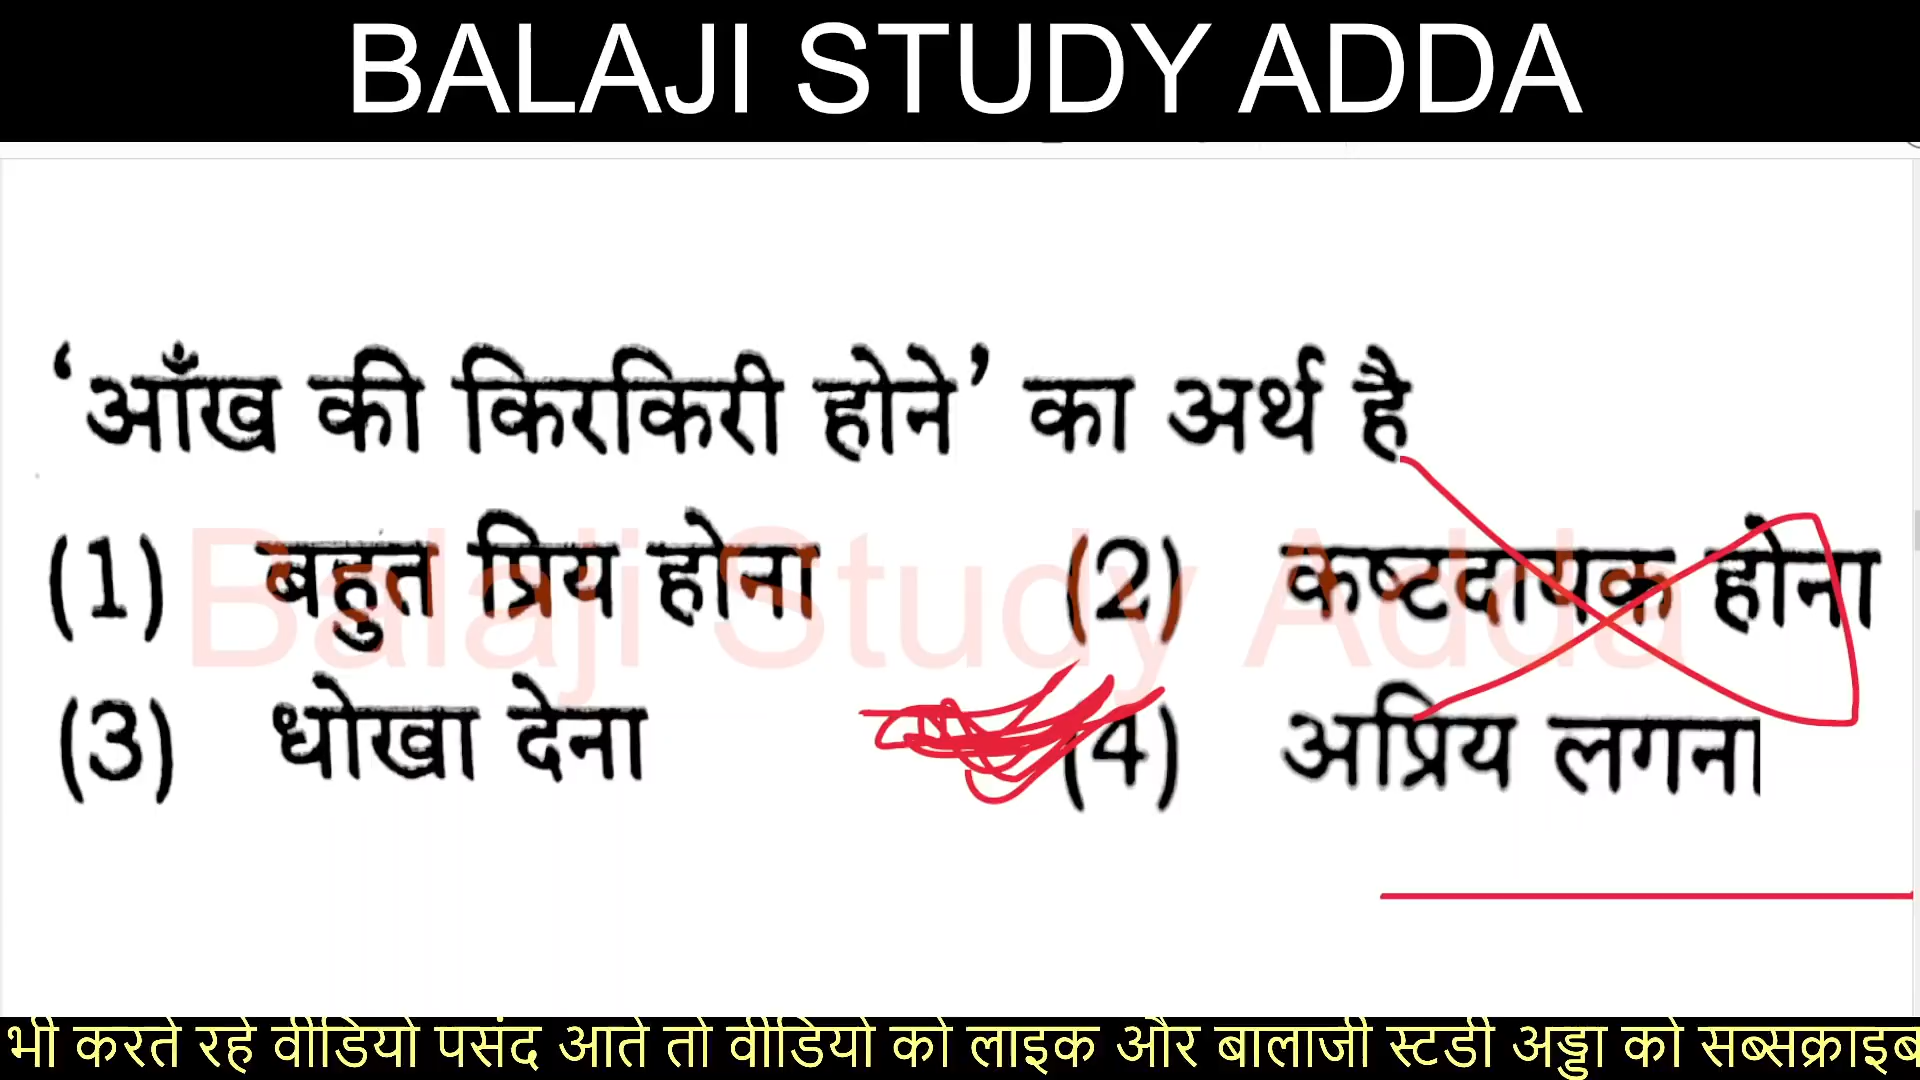 BALAJI STUDY ADDA
‘आँख की किरकिरी होने’ का अर्थ है
(1) बहुत प्रिय होना (2) कष्टदायक होना
Balaji Study Adda
(3) धोखा देना (4) अप्रिय लगना
भी करते रहे वीडियो पसंद आते तो वीडियो को लाइक और बालाजी स्टडी अड्डा को सब्सक्राइब